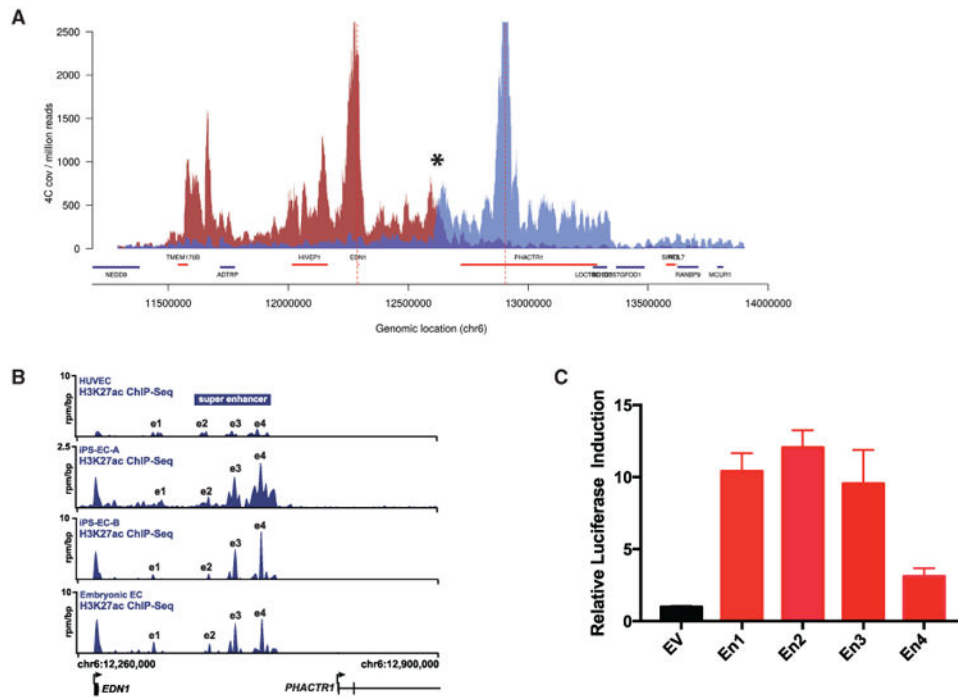 A
4C cov / million reads
2500
2000
1500
1000
500
0
TMEM170B
HIVEP1
EDN1
PHACTR1
NEDD9
ADTRP
GFOD1
RANBP9
MCUR1
11500000 12000000 12500000 13000000 13500000 14000000
Genomic location (chr6)
*
B
HUVEC
H3K27ac ChIP-Seq
10
0
rpm/bp
super enhancer
e1 e2 e3 e4
iPS-EC-A
H3K27ac ChIP-Seq
2.5
0
rpm/bp
e1 e2 e3 e4
iPS-EC-B
H3K27ac ChIP-Seq
10
0
rpm/bp
e1 e2 e3 e4
Embryonic EC
H3K27ac ChIP-Seq
10
0
rpm/bp
e1 e2 e3 e4
chr6:12,260,000 chr6:12,900,000
EDN1 PHACTR1
C
Relative Luciferase Induction
15
10
5
0
EV En1 En2 En3 En4